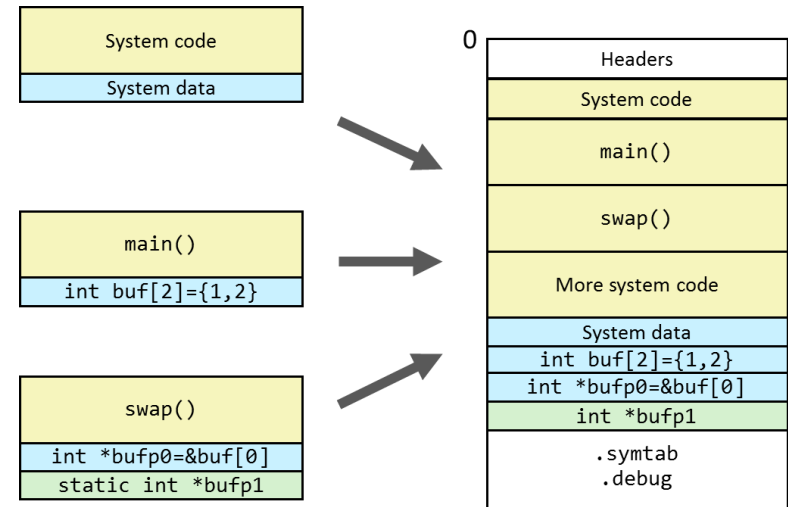 System code
System data
main()
int buf[2]={1,2}
swap()
int *bufp0=&buf[0]
static int *bufp1
0
Headers
System code
main()
swap()
More system code
System data
int buf[2]={1,2}
int *bufp0=&buf[0]
int *bufp1
.symtab
.debug